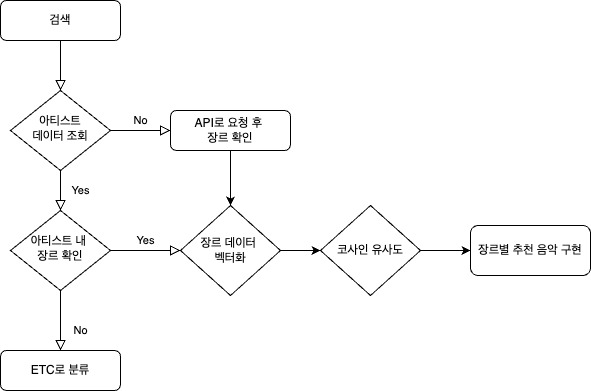 검색
아티스트
데이터 조회
No
API로 요청 후
장르 확인
Yes
아티스트 내
장르 확인
Yes
장르 데이터
벡터화
코사인 유사도
장르별 추천 음악 구현
No
ETC로 분류